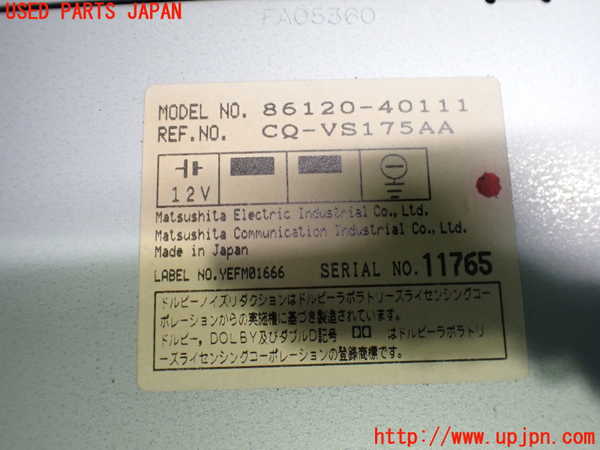 USED PARTS JAPAN
FA05360
MODEL NO. 86120-40111
REF.NO. CQ-VS175AA
12V
Matsushita Electric Industrial Co., Ltd.
Matsushita Communication Industrial Co., Ltd.
Made in Japan
LABEL NO.YEFM01666 SERIAL NO.11765
ドルビーノイズリダクションはドルビーラボラトリースライセンシングコー
ポレーションからの実施権に基づき製造されています。
ドルビー,DOLBY及びダブルD記号 はドルビーラボラトリ
ースライセンシングコーポレーションの登録商標です。
http://www.upjpn.com/